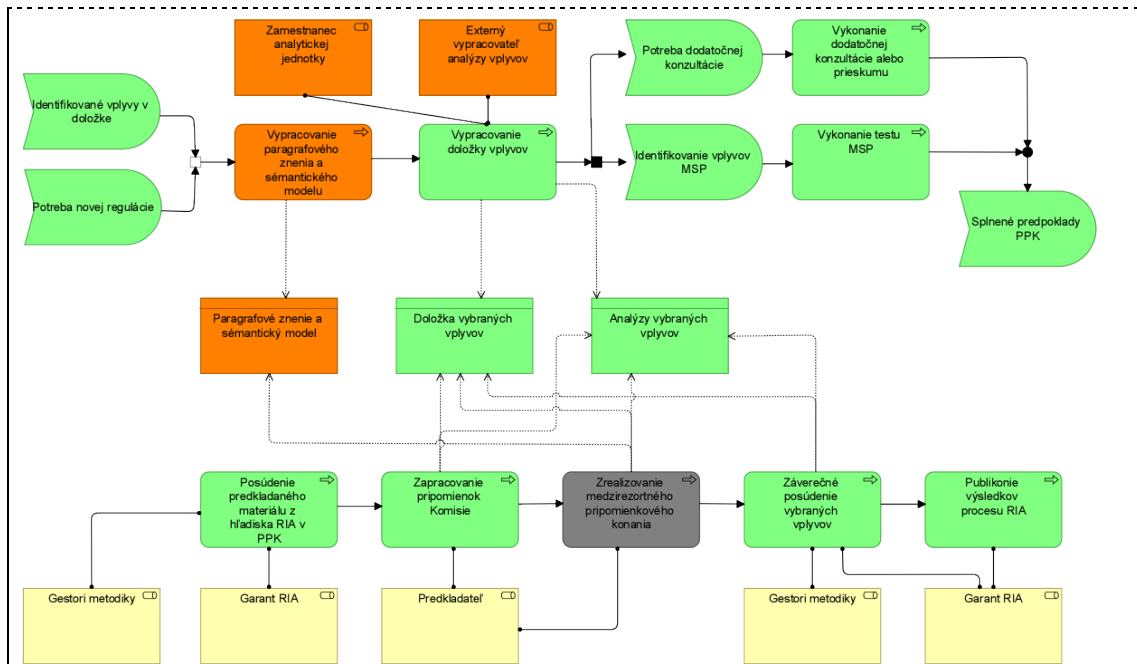 Zamestnanec
analytickej
jednotky
Externý
vypracovateľ
analýzy vplyvov
Potreba dodatočnej
konzultácie
Vykonanie
dodatočnej
konzultácie alebo
prieskumu
Identifikované vplyvy v
doložke
Vypracovanie
paragrafového
znenia a
sémantického
modelu
Vypracovanie
doložky vplyvov
Identifikovanie vplyvov
MSP
Vykonanie testu
MSP
Potreba novej regulácie
Splnené predpoklady
PPK
Paragrafové znenie a
sémantický model
Doložka vybraných
vplyvov
Analýzy vybraných
vplyvov
Posúdenie
predkladaného
materiálu z
hľadiska RIA v
PPK
Zapracovanie
pripomienok
Komisie
Zrealizovanie
medzirezortného
pripomienkového
konania
Záverečné
posúdenie
vybraných
vplyvov
Publikonie
výsledkov
procesu RIA
Gestori metodiky
Garant RIA
Predkladateľ
Gestori metodiky
Garant RIA